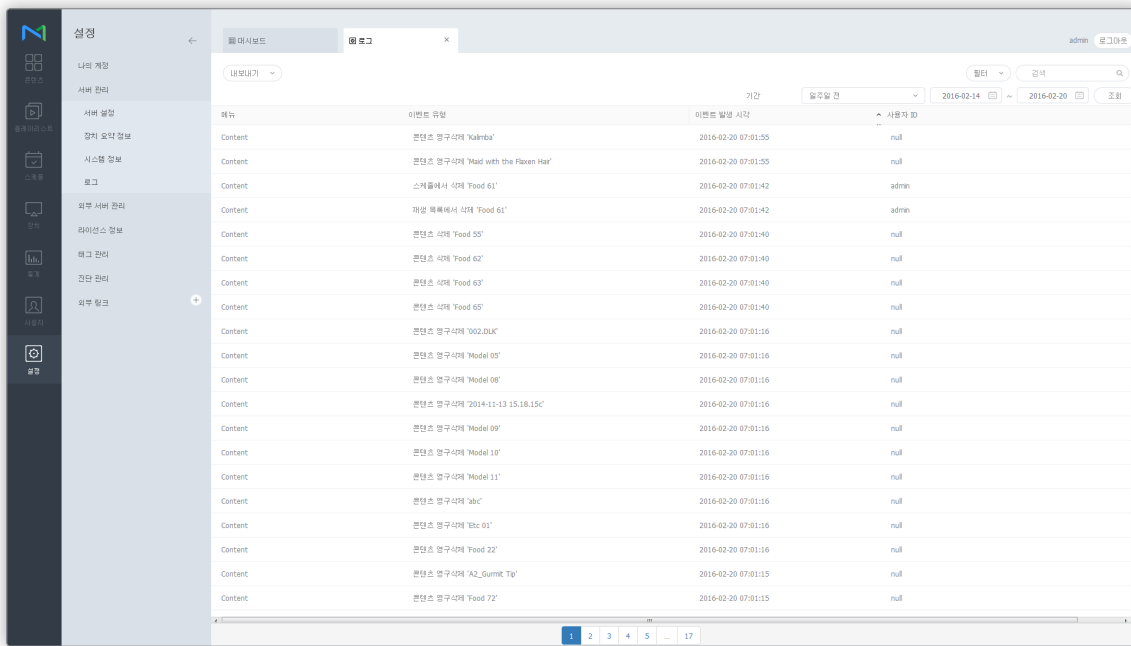 설정
←
대시보드
로그
×
admin
로그아웃
콘텐츠
플레이리스트
스케줄
장치
통계
사용자
설정
나의 계정
서버 관리
서버 설정
장치 요약 정보
시스템 정보
로그
외부 서버 관리
라이선스 정보
태그 관리
진단 관리
외부 링크
+
내보내기
필터
검색
기간
일주일 전
2016-02-14 ~ 2016-02-20
조회
메뉴 이벤트 유형 이벤트 발생 시각 사용자 ID
Content 콘텐츠 영구삭제 'Kalimba' 2016-02-20 07:01:55 null
Content 콘텐츠 영구삭제 'Maid with the Flaxen Hair' 2016-02-20 07:01:55 null
Content 스케줄에서 삭제 'Food 61' 2016-02-20 07:01:42 admin
Content 재생 목록에서 삭제 'Food 61' 2016-02-20 07:01:42 admin
Content 콘텐츠 삭제 'Food 55' 2016-02-20 07:01:40 null
Content 콘텐츠 삭제 'Food 62' 2016-02-20 07:01:40 null
Content 콘텐츠 삭제 'Food 63' 2016-02-20 07:01:40 null
Content 콘텐츠 삭제 'Food 65' 2016-02-20 07:01:40 null
Content 콘텐츠 영구삭제 '002.DLK' 2016-02-20 07:01:16 null
Content 콘텐츠 영구삭제 'Model 05' 2016-02-20 07:01:16 null
Content 콘텐츠 영구삭제 'Model 08' 2016-02-20 07:01:16 null
Content 콘텐츠 영구삭제 '2014-11-13 15.18.15c' 2016-02-20 07:01:16 null
Content 콘텐츠 영구삭제 'Model 09' 2016-02-20 07:01:16 null
Content 콘텐츠 영구삭제 'Model 10' 2016-02-20 07:01:16 null
Content 콘텐츠 영구삭제 'Model 11' 2016-02-20 07:01:16 null
Content 콘텐츠 영구삭제 'abc' 2016-02-20 07:01:16 null
Content 콘텐츠 영구삭제 'Etc 01' 2016-02-20 07:01:16 null
Content 콘텐츠 영구삭제 'Food 22' 2016-02-20 07:01:16 null
Content 콘텐츠 영구삭제 'A2_Gurmit Tip' 2016-02-20 07:01:15 null
Content 콘텐츠 영구삭제 'Food 72' 2016-02-20 07:01:15 null
1 2 3 4 5 ... 17